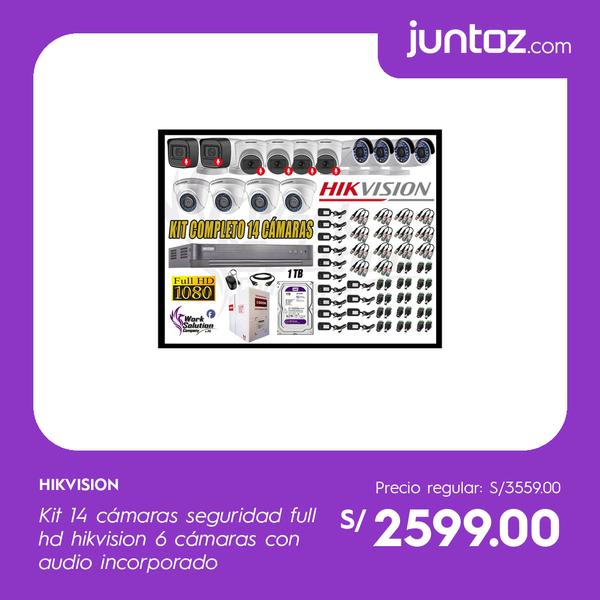 juntoz.com
HIKVISION
KIT COMPLETO 14 CÁMARAS
1 TB
Full HD
1080
Work
Solution
Company
HIKVISION
Kit 14 cámaras seguridad full
hd hikvision 6 cámaras con
audio incorporado
Precio regular: S/3559.00
S/ 2599.00